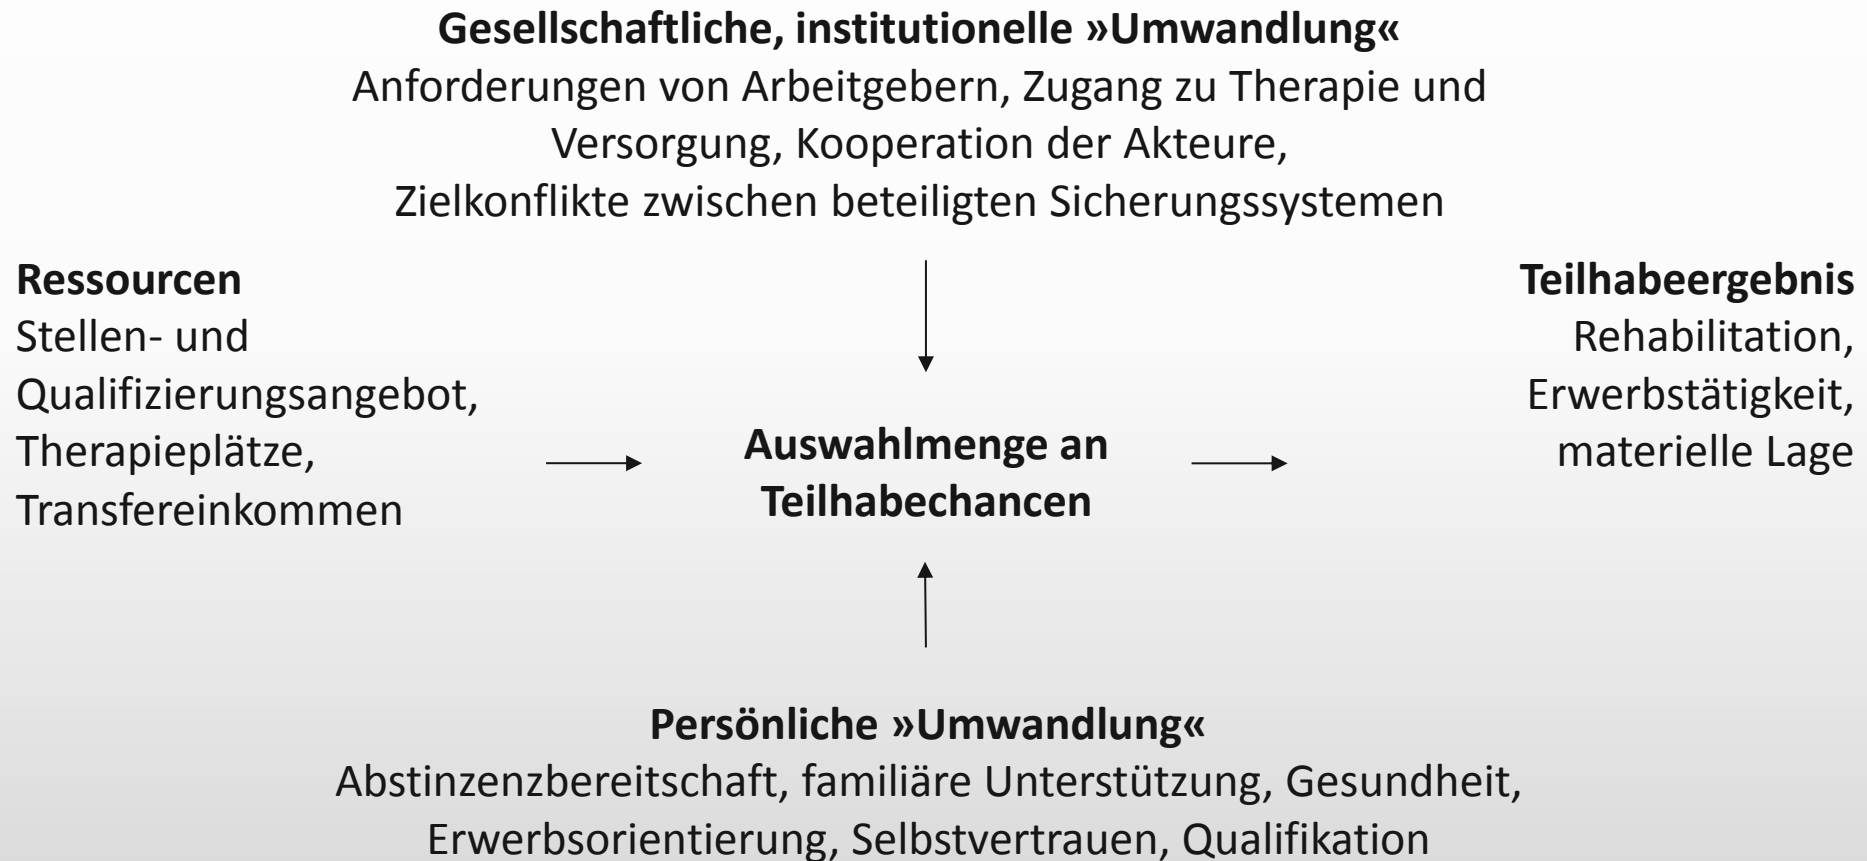 Gesellschaftliche, institutionelle »Umwandlung«
Anforderungen von Arbeitgebern, Zugang zu Therapie und
Versorgung, Kooperation der Akteure,
Zielkonflikte zwischen beteiligten Sicherungssystemen
Ressourcen
Stellen- und
Qualifizierungsangebot,
Therapieplätze,
Transfereinkommen
Auswahlmenge an
Teilhabechancen
Teilhabeergebnis
Rehabilitation,
Erwerbstätigkeit,
materielle Lage
Persönliche »Umwandlung«
Abstinzenzbereitschaft, familiäre Unterstützung, Gesundheit,
Erwerbsorientierung, Selbstvertrauen, Qualifikation